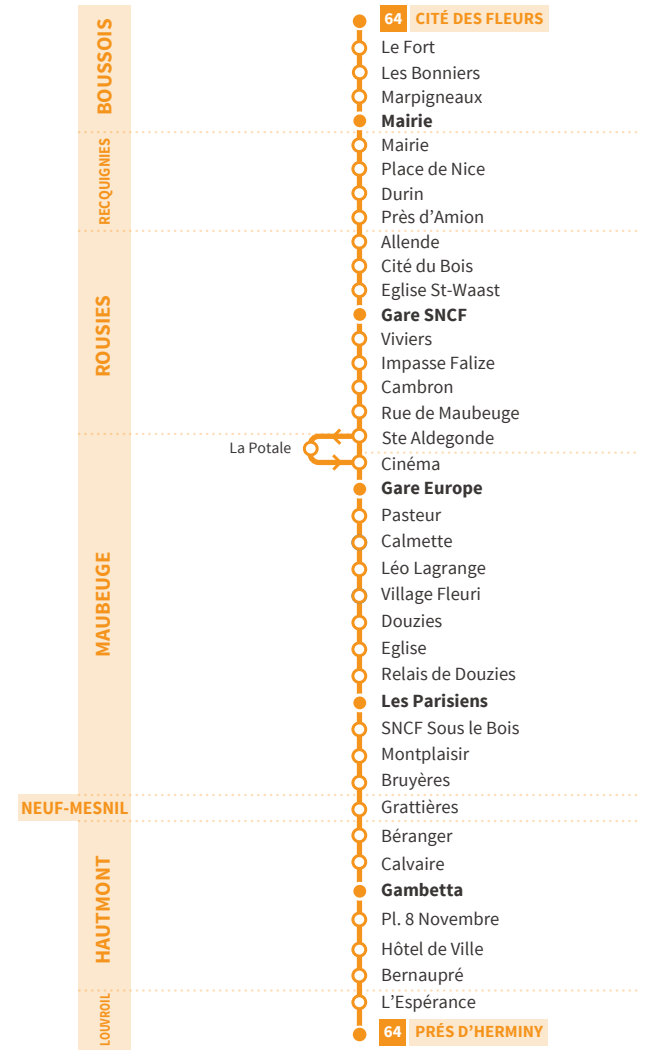 BOUSSOIS
64 CITÉ DES FLEURS
Le Fort
Les Bonniers
Marpigneaux
Mairie
RECQUIGNIES
Mairie
Place de Nice
Durin
Près d'Amion
ROUSIES
Allende
Cité du Bois
Eglise St-Waast
Gare SNCF
Viviers
Impasse Falize
Cambron
Rue de Maubeuge
Ste Aldegonde
La Potale
MAUBEUGE
Cinéma
Gare Europe
Pasteur
Calmette
Léo Lagrange
Village Fleuri
Douzies
Eglise
Relais de Douzies
Les Parisiens
SNCF Sous le Bois
Montplaisir
Bruyères
NEUF-MESNIL
Grattières
HAUTMONT
Béranger
Calvaire
Gambetta
Pl. 8 Novembre
Hôtel de Ville
Bernaupré
LOUVROIL
L'Espérance
64 PRÉS D'HERMINY